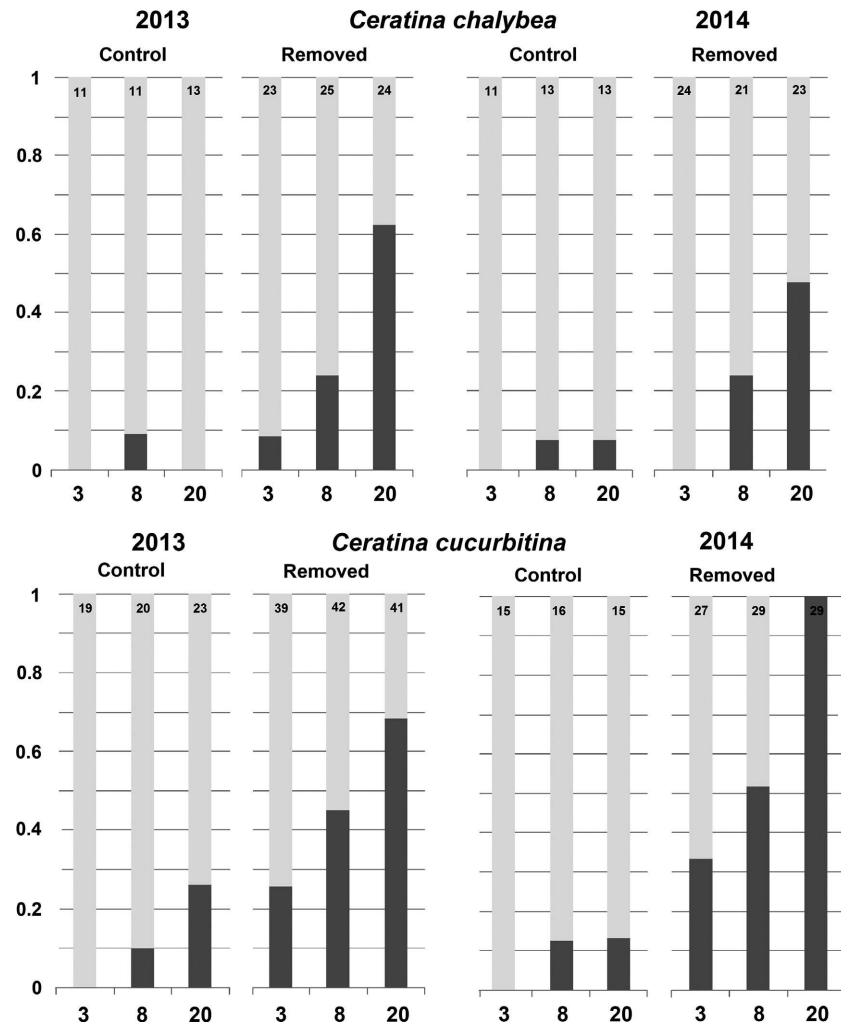 2013 Ceratina chalybea 2014
Control Removed Control Removed
1
11 11 13 23 25 24 11 13 13 24 21 23
0.8
0.6
0.4
0.2
0
3 8 20 3 8 20 3 8 20 3 8 20
2013 Ceratina cucurbitina 2014
Control Removed Control Removed
1
19 20 23 39 42 41 15 16 15 27 29 29
0.8
0.6
0.4
0.2
0
3 8 20 3 8 20 3 8 20 3 8 20